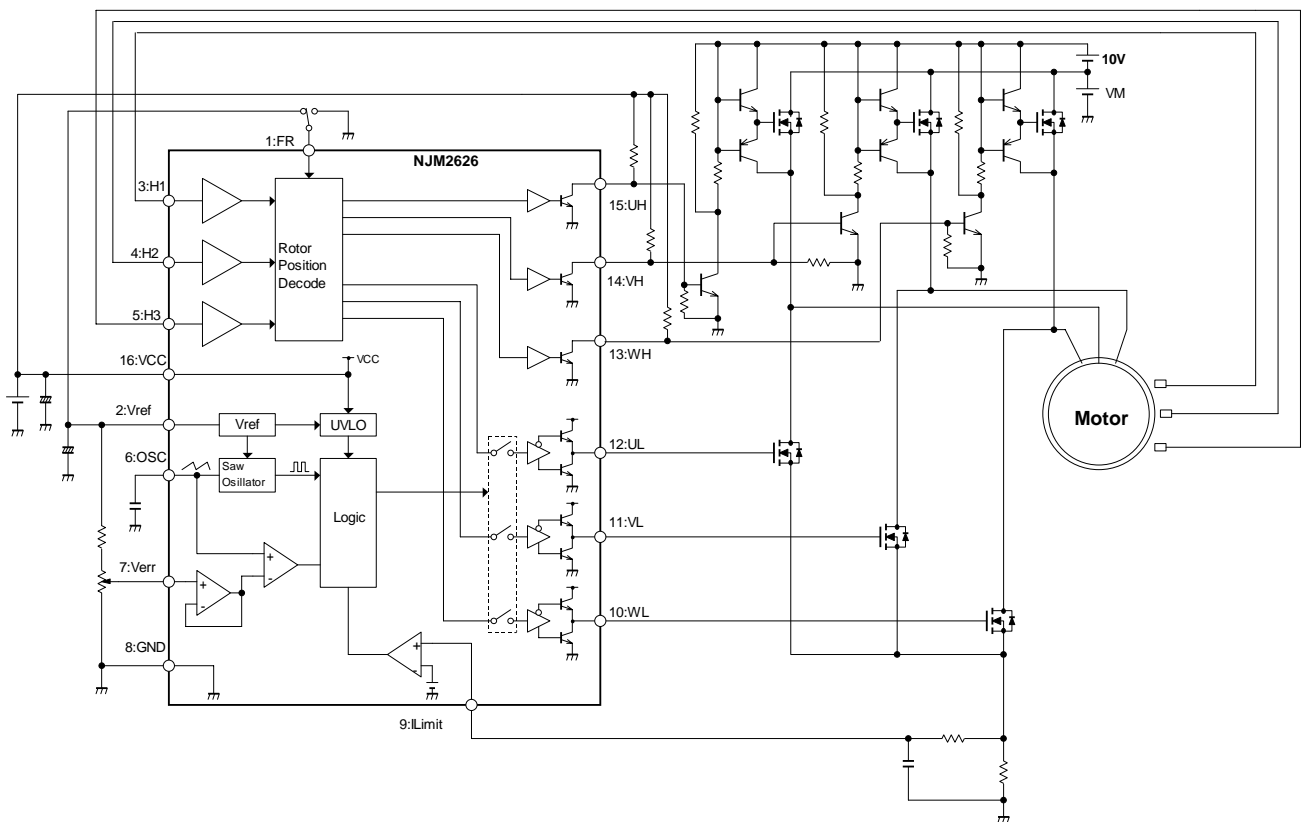 10V
VM
1:FR
NJM2626
3:H1
15:UH
4:H2
Rotor
Position
Decode
14:VH
5:H3
13:WH
16:VCC
VCC
2:Vref
Vref
UVLO
Motor
12:UL
6:OSC
Saw
Osillator
Logic
11:VL
7:Verr
10:WL
8:GND
9:ILimit
+
-
+
-
+
-